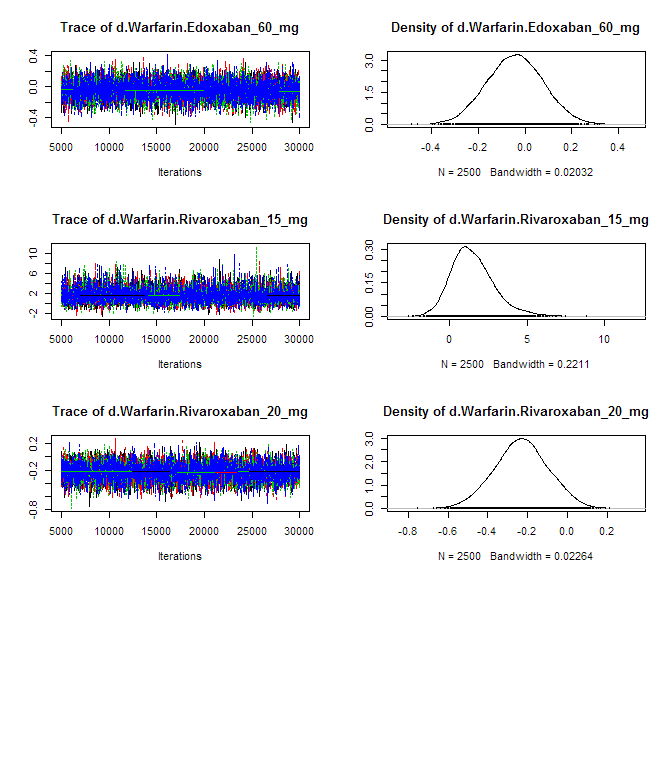 Trace of d.Warfarin.Edoxaban_60_mg
Density of d.Warfarin.Edoxaban_60_mg
0.4
0.0
-0.4
5000 10000 15000 20000 25000 30000
Iterations
3.0
1.5
0.0
-0.4 -0.2 0.0 0.2 0.4
N = 2500 Bandwidth = 0.02032
Trace of d.Warfarin.Rivaroxaban_15_mg
Density of d.Warfarin.Rivaroxaban_15_mg
10
6
2
-2
5000 10000 15000 20000 25000 30000
Iterations
0.30
0.15
0.00
0 5 10
N = 2500 Bandwidth = 0.2211
Trace of d.Warfarin.Rivaroxaban_20_mg
Density of d.Warfarin.Rivaroxaban_20_mg
0.2
-0.2
-0.8
5000 10000 15000 20000 25000 30000
Iterations
3.0
2.0
1.0
0.0
-0.8 -0.6 -0.4 -0.2 0.0 0.2
N = 2500 Bandwidth = 0.02264